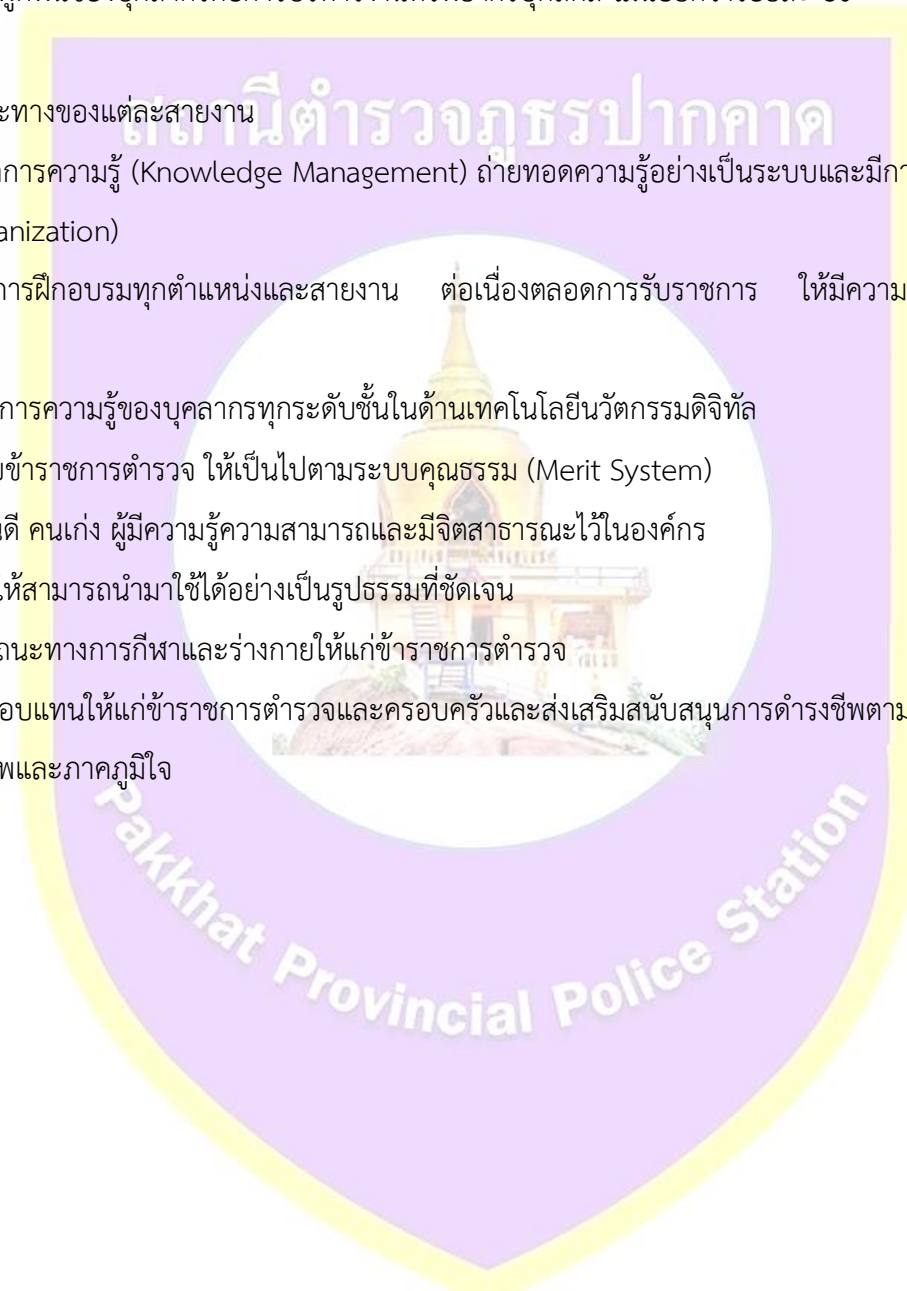 สถานีตำรวจภูธรปากคาด
ะทางของแต่ละสายงาน
การความรู้ (Knowledge Management) ถ่ายทอดความรู้อย่างเป็นระบบและมีกา
anization)
การฝึกอบรมทุกตำแหน่งและสายงาน ต่อเนื่องตลอดการรับราชการ ให้มีความ
การความรู้ของบุคลากรทุกระดับชั้นในด้านเทคโนโลยีนวัตกรรมดิจิทัล
ข้าราชการตำรวจ ให้เป็นไปตามระบบคุณธรรม (Merit System)
นดี คนเก่ง ผู้มีความรู้ความสามารถและมีจิตสาธารณะไว้ในองค์กร
ให้สามารถนำมาใช้ได้อย่างเป็นรูปธรรมที่ชัดเจน
ถนะทางการกีฬาและร่างกายให้แก่ข้าราชการตำรวจ
อบแทนให้แก่ข้าราชการตำรวจและครอบครัวและส่งเสริมสนับสนุนการดำรงชีพตาม
พและภาคภูมิใจ
Pakkhat Provincial Police Station